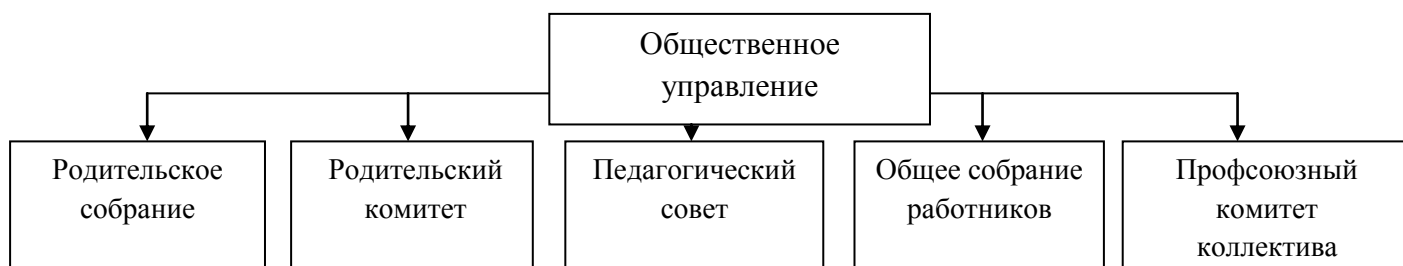 Общественное
управление
Родительское
собрание
Родительский
комитет
Педагогический
совет
Общее собрание
работников
Профсоюзный
комитет
коллектива